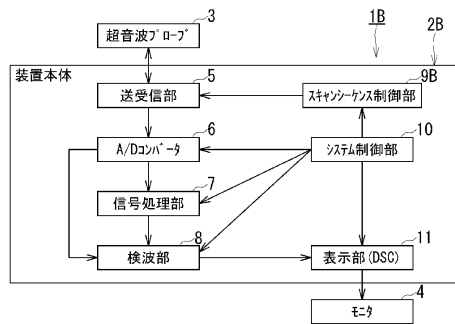 1B
2B
3
超音波ﾌﾟﾛｰﾌﾞ
装置本体
5
送受信部
9B
ｽｷｬﾝｼｰｹﾝｽ制御部
6
A/Dｺﾝﾊﾞｰﾀ
10
ｼｽﾃﾑ制御部
7
信号処理部
8
検波部
11
表示部(DSC)
4
ﾓﾆﾀ